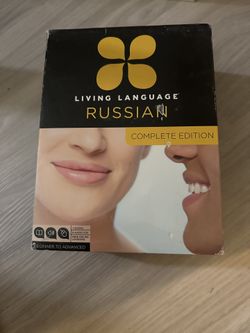 LIVING LANGUAGE
RUSSIAN
COMPLETE EDITION
BEGINNER TO ADVANCED